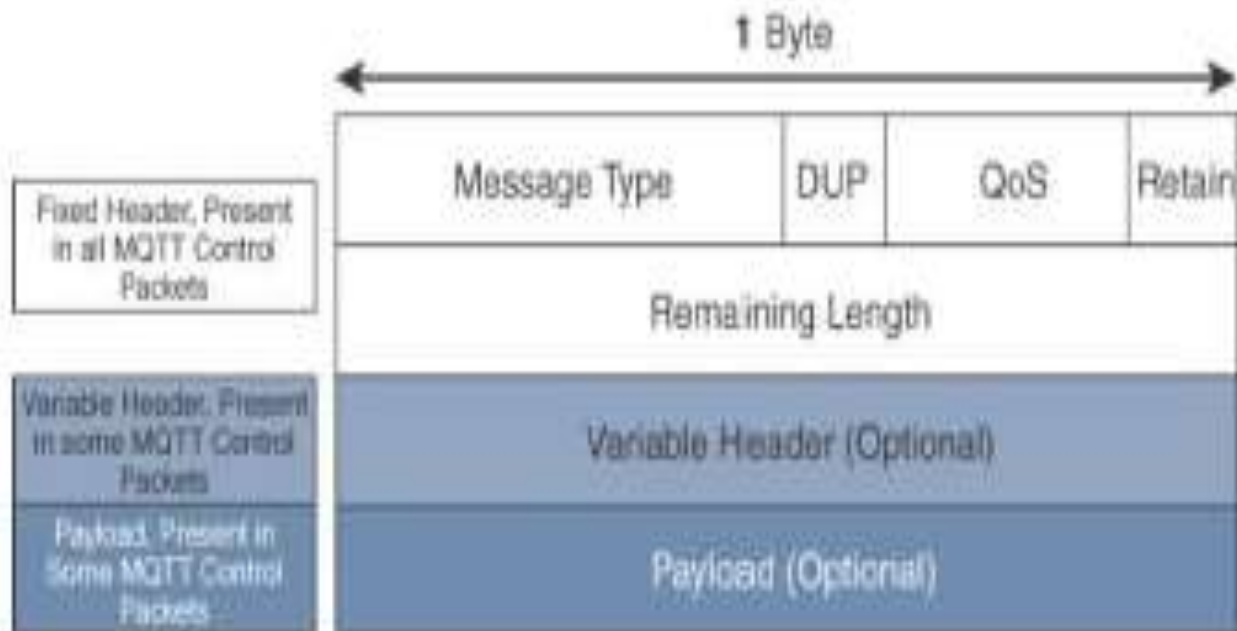 1 Byte
Message Type
DUP
QoS
Retain
Fixed Header, Present
in all MQTT Control
Packets
Remaining Length
Variable Header, Present
in some MQTT Control
Packets
Variable Header (Optional)
Payload, Present in
Some MQTT Control
Packets
Payload (Optional)